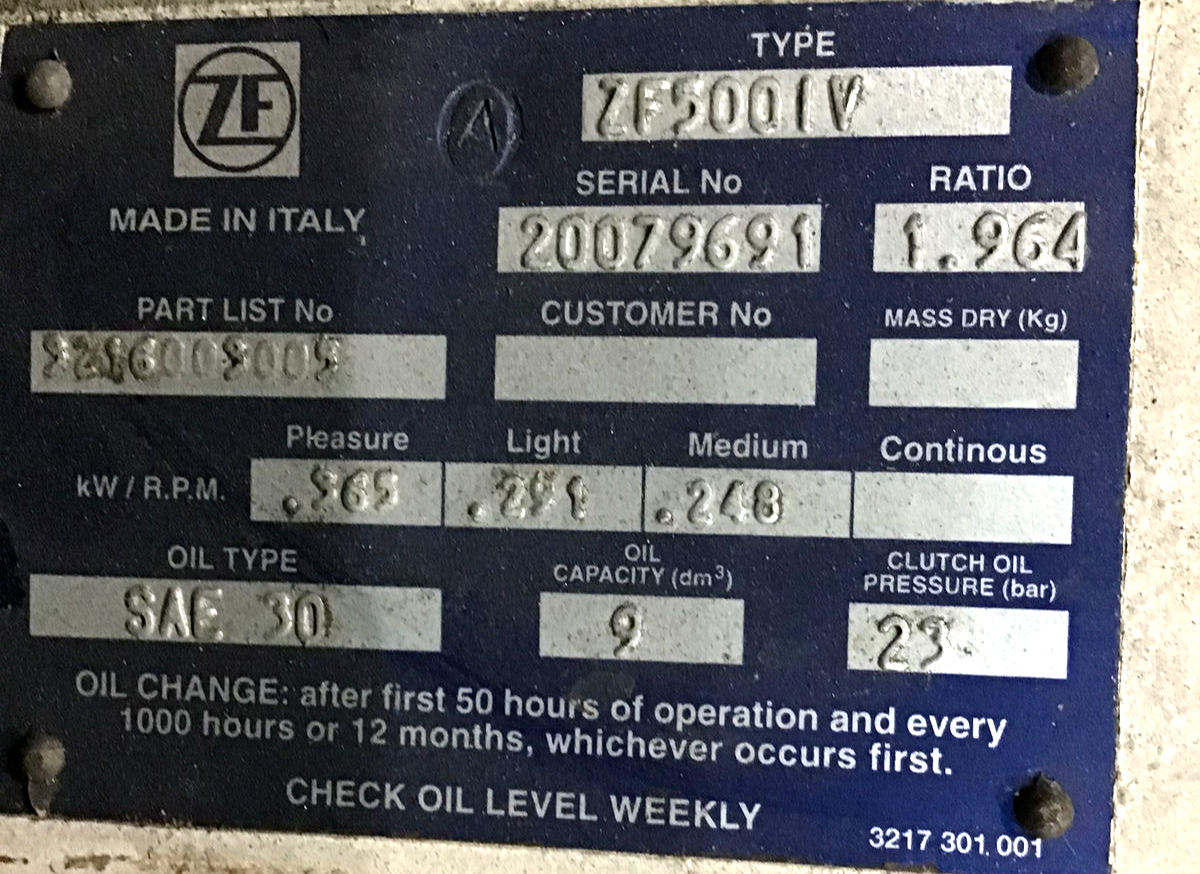 ZF
A
TYPE
ZF500IV
MADE IN ITALY
SERIAL No
RATIO
20079691
1.964
PART LIST No
CUSTOMER No
MASS DRY (Kg)
Pleasure
Light
Medium
Continous
kW / R.P.M.
.291
.248
OIL TYPE
OIL
CAPACITY (dm³)
CLUTCH OIL
PRESSURE (bar)
SAE 30
9
23
OIL CHANGE: after first 50 hours of operation and every
1000 hours or 12 months, whichever occurs first.
CHECK OIL LEVEL WEEKLY
3217 301.001